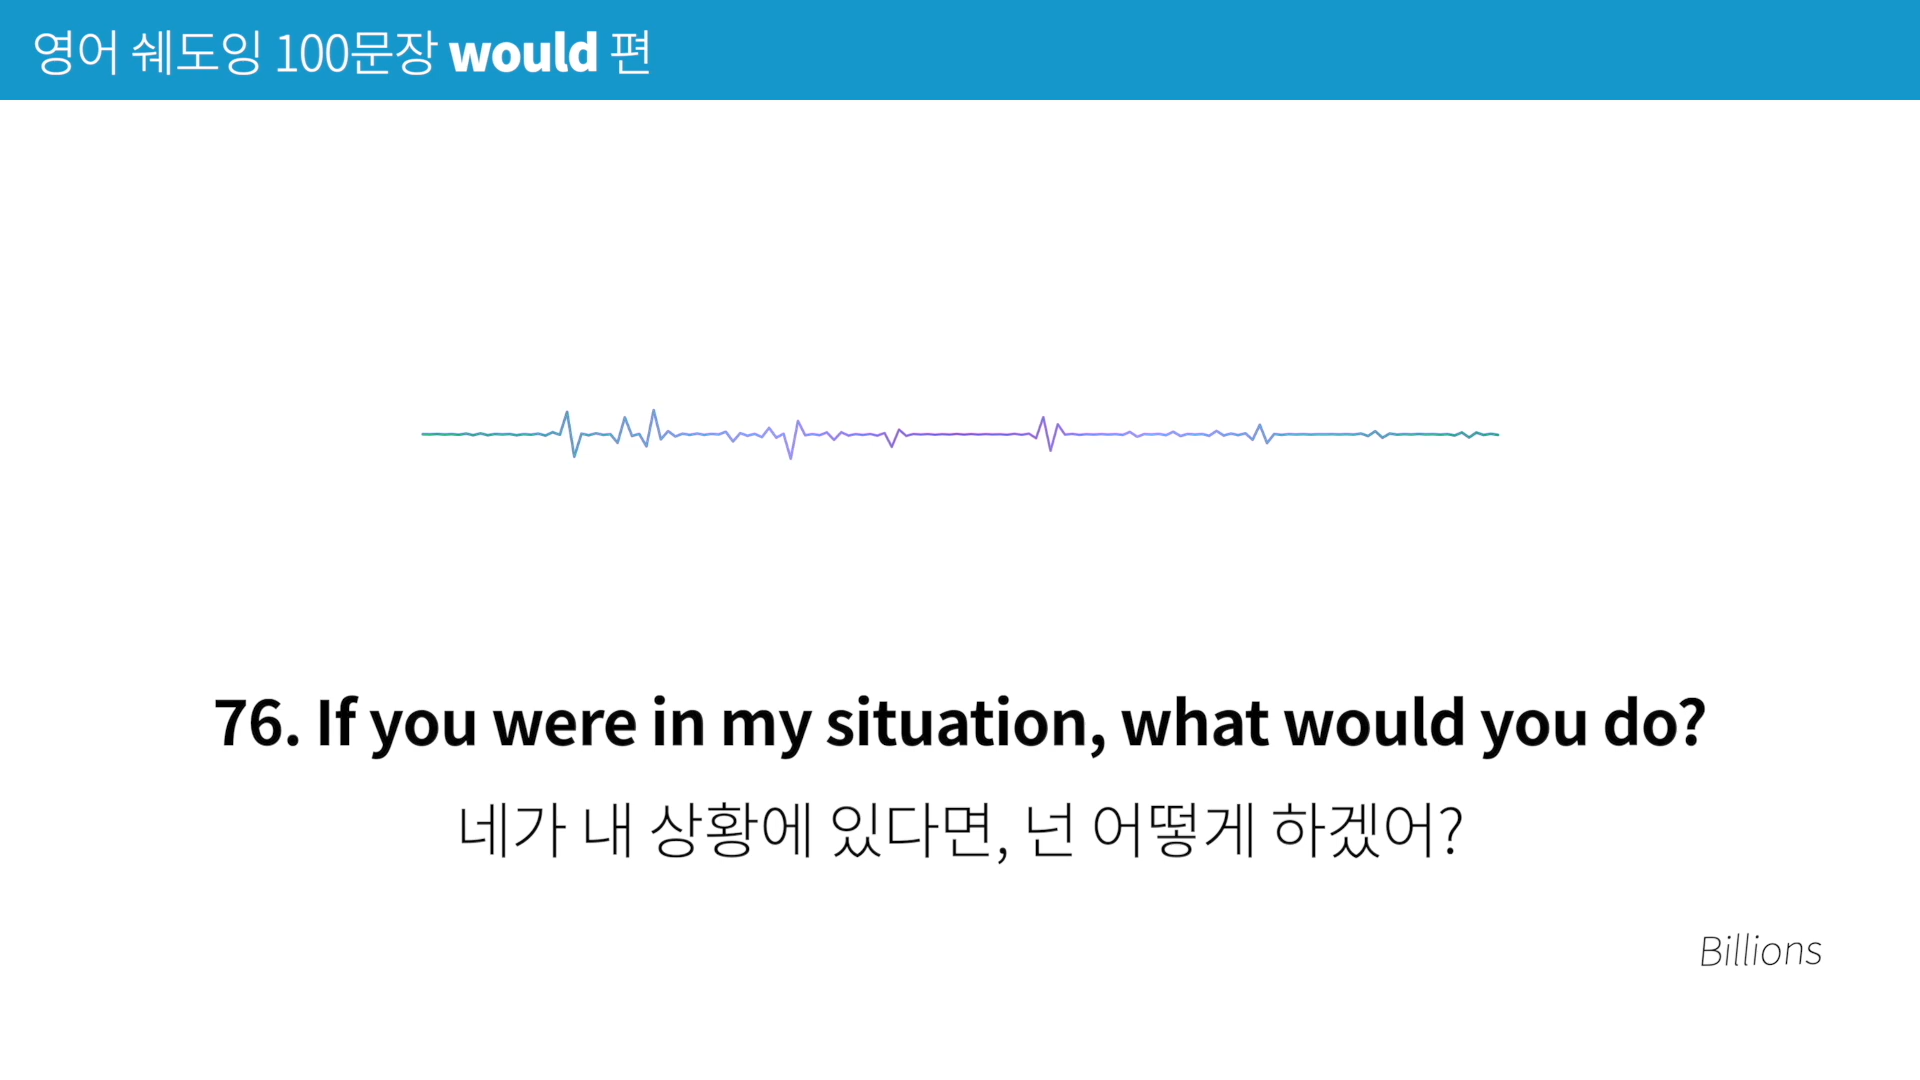 영어 쉐도잉 100문장 would 편
76. If you were in my situation, what would you do?
네가 내 상황에 있다면, 넌 어떻게 하겠어?
Billions